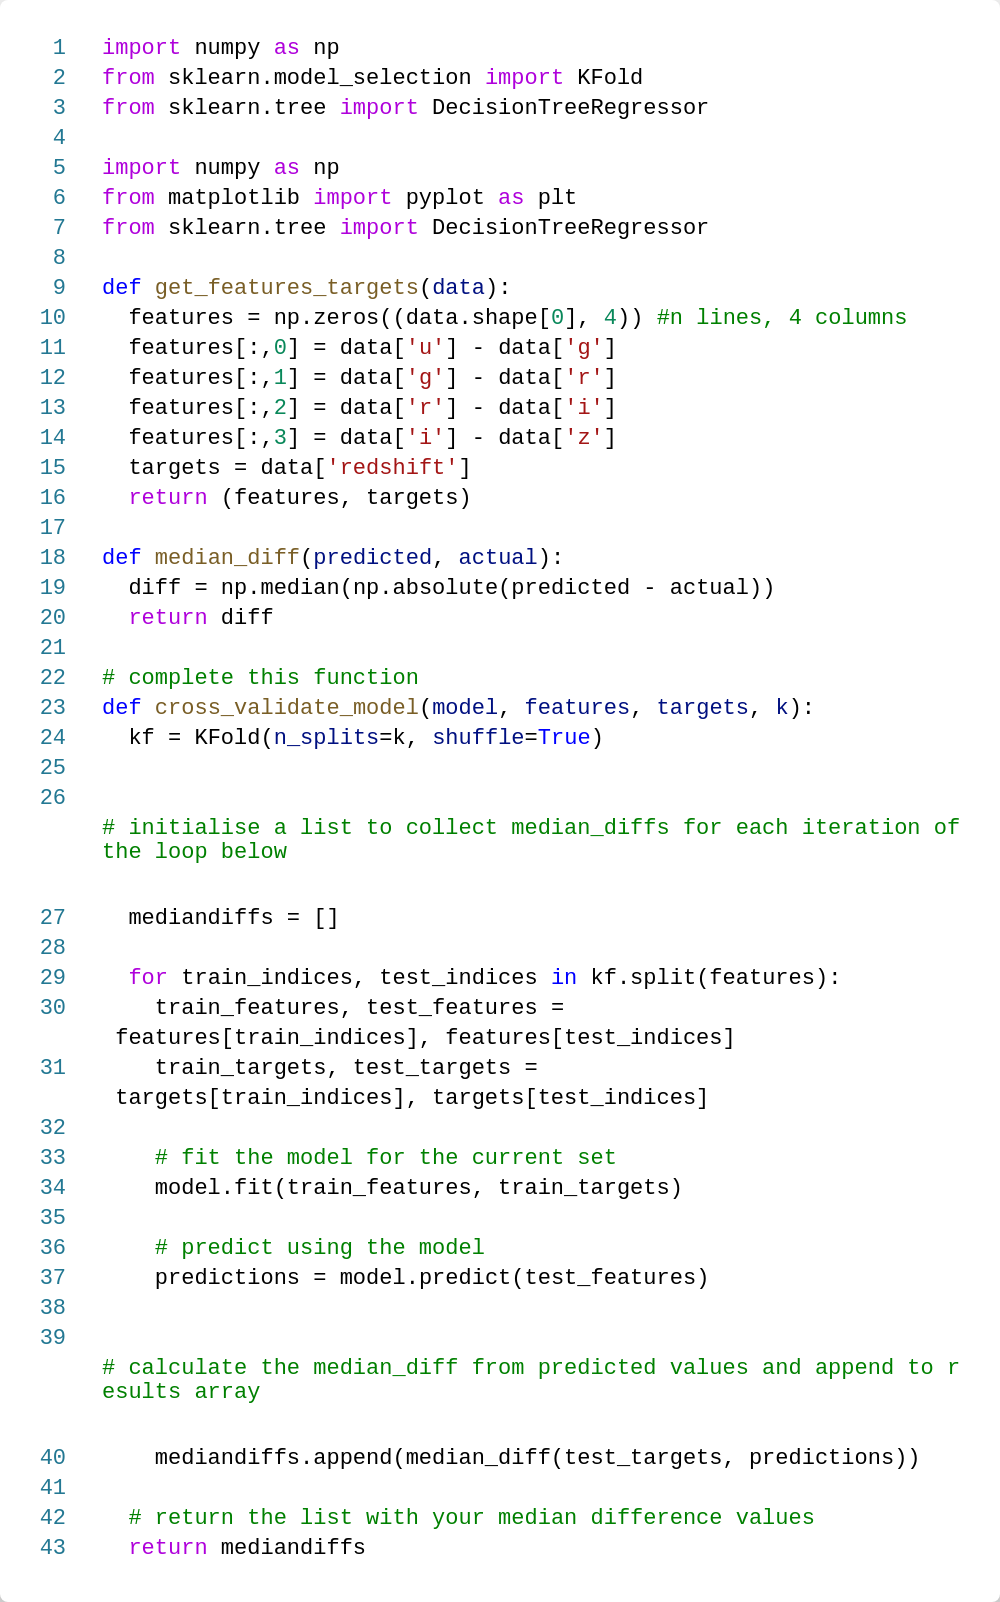 1 import numpy as np
2 from sklearn.model_selection import KFold
3 from sklearn.tree import DecisionTreeRegressor
4
5 import numpy as np
6 from matplotlib import pyplot as plt
7 from sklearn.tree import DecisionTreeRegressor
8
9 def get_features_targets(data):
10   features = np.zeros((data.shape[0], 4)) #n lines, 4 columns
11   features[:,0] = data['u'] - data['g']
12   features[:,1] = data['g'] - data['r']
13   features[:,2] = data['r'] - data['i']
14   features[:,3] = data['i'] - data['z']
15   targets = data['redshift']
16   return (features, targets)
17
18 def median_diff(predicted, actual):
19   diff = np.median(np.absolute(predicted - actual))
20   return diff
21
22 # complete this function
23 def cross_validate_model(model, features, targets, k):
24   kf = KFold(n_splits=k, shuffle=True)
25
26
# initialise a list to collect median_diffs for each iteration of
the loop below
27   mediandiffs = []
28
29   for train_indices, test_indices in kf.split(features):
30     train_features, test_features =
features[train_indices], features[test_indices]
31     train_targets, test_targets =
targets[train_indices], targets[test_indices]
32
33     # fit the model for the current set
34     model.fit(train_features, train_targets)
35
36     # predict using the model
37     predictions = model.predict(test_features)
38
39
# calculate the median_diff from predicted values and append to r
esults array
40     mediandiffs.append(median_diff(test_targets, predictions))
41
42   # return the list with your median difference values
43   return mediandiffs